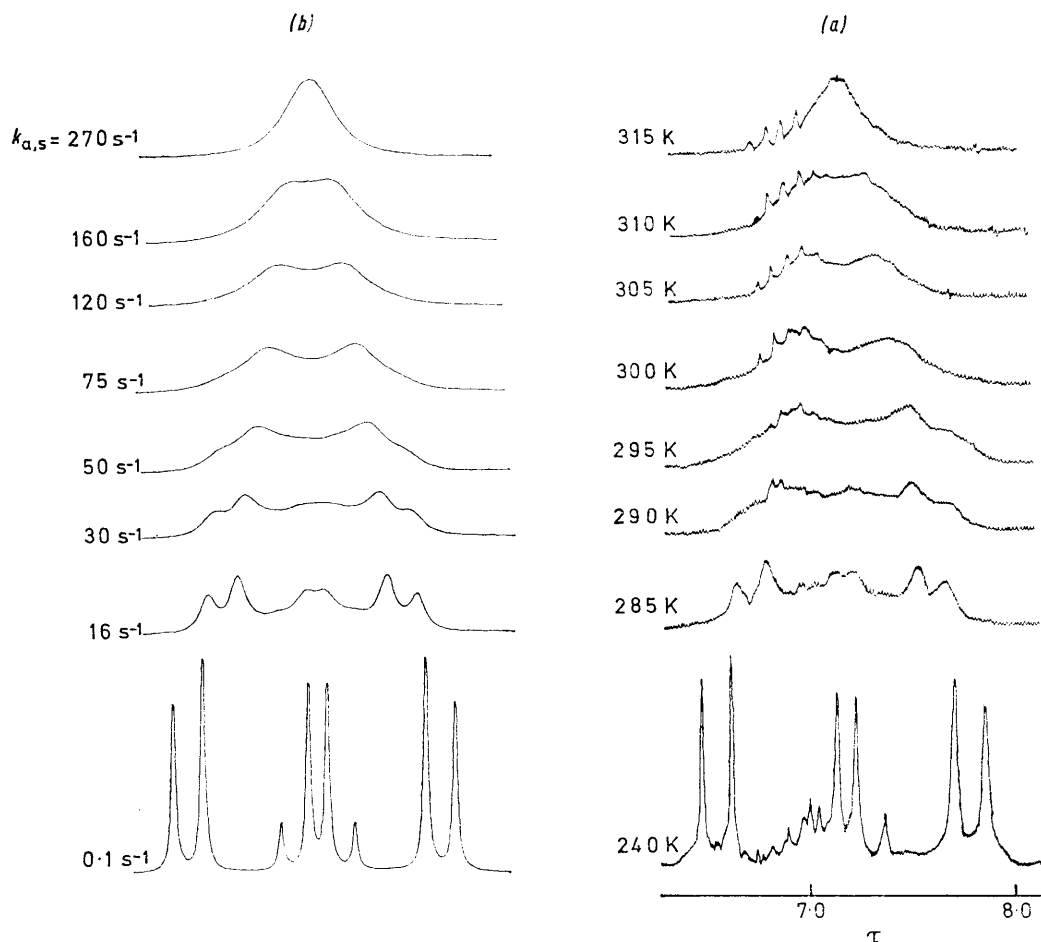 (b)
(a)
k a,s = 270 s-1
315 K
160 s-1
310 K
120 s-1
305 K
75 s-1
300 K
50 s-1
295 K
30 s-1
290 K
16 s-1
285 K
0·1 s-1
240 K
7·0
8·0
τ